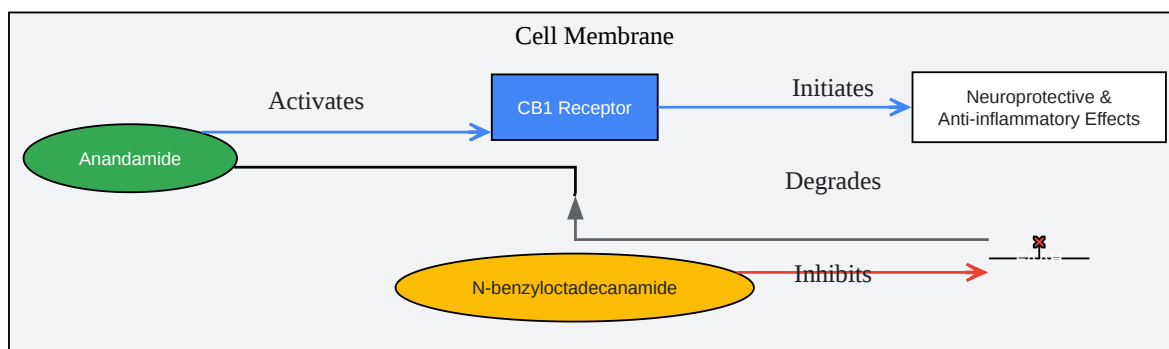 Cell Membrane
Activates
CB1 Receptor
Initiates
Neuroprotective &
Anti-inflammatory Effects
Anandamide
Degrades
N-benzyloctadecanamide
Inhibits